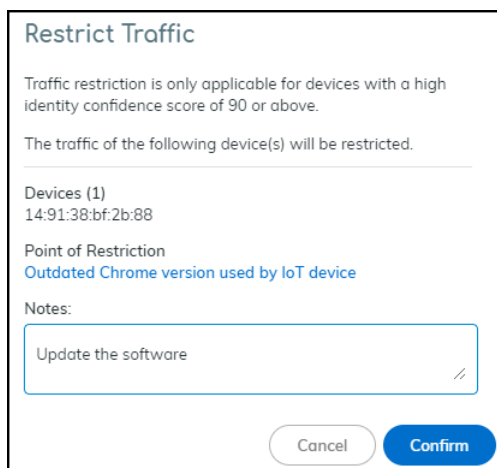 Restrict Traffic
Traffic restriction is only applicable for devices with a high
identity confidence score of 90 or above.
The traffic of the following device(s) will be restricted.
Devices (1)
14:91:38:bf:2b:88
Point of Restriction
Outdated Chrome version used by IoT device
Notes:
Update the software
Cancel
Confirm